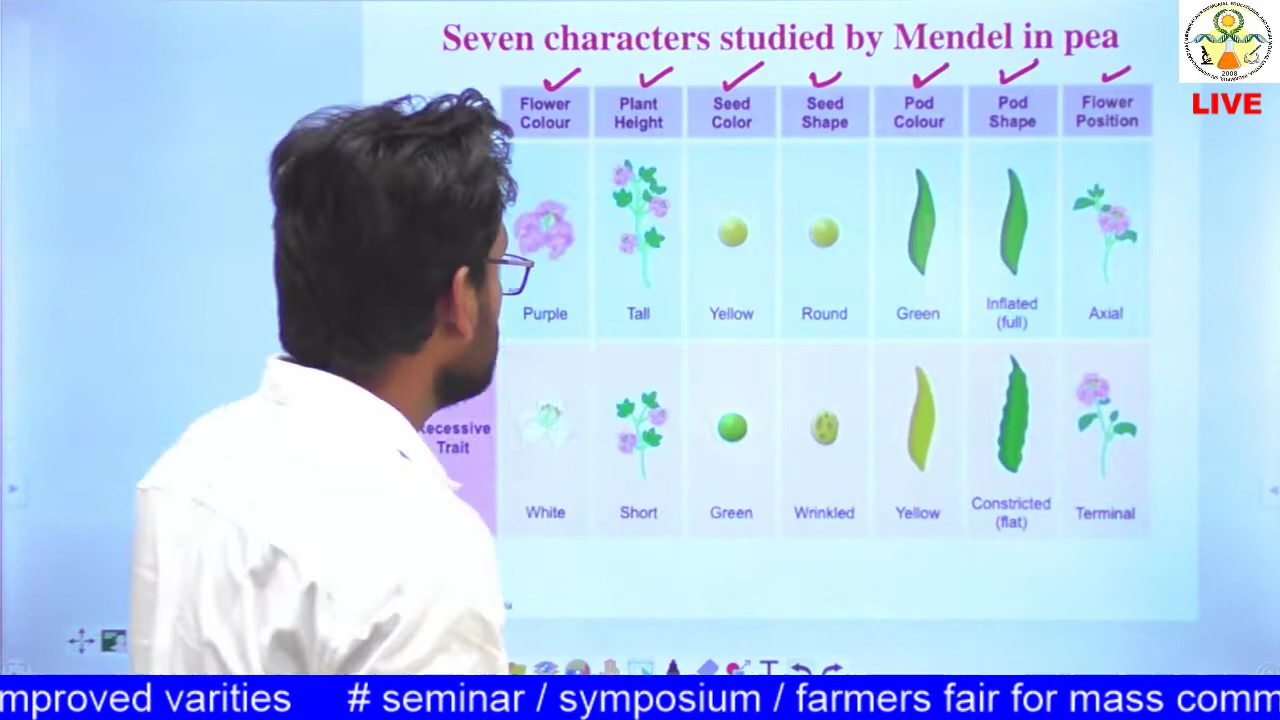 Seven characters studied by Mendel in pea
LIVE
2008
Flower Colour
Plant Height
Seed Color
Seed Shape
Pod Colour
Pod Shape
Flower Position
Purple
Tall
Yellow
Round
Green
Inflated (full)
Axial
ecessive Trait
White
Short
Green
Wrinkled
Yellow
Constricted (flat)
Terminal
mproved varities # seminar / symposium / farmers fair for mass comm